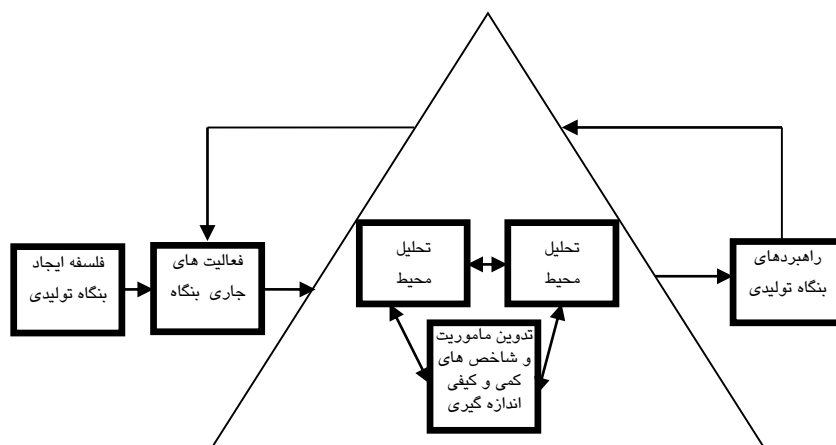 تحلیل
محیط
تحلیل
محیط
راهبردهای
بنگاه تولیدی
فعالیت های
جاری بنگاه
فلسفه ایجاد
بنگاه تولیدی
تدوین ماموریت
و شاخص های
کمی و کیفی
اندازه گیری